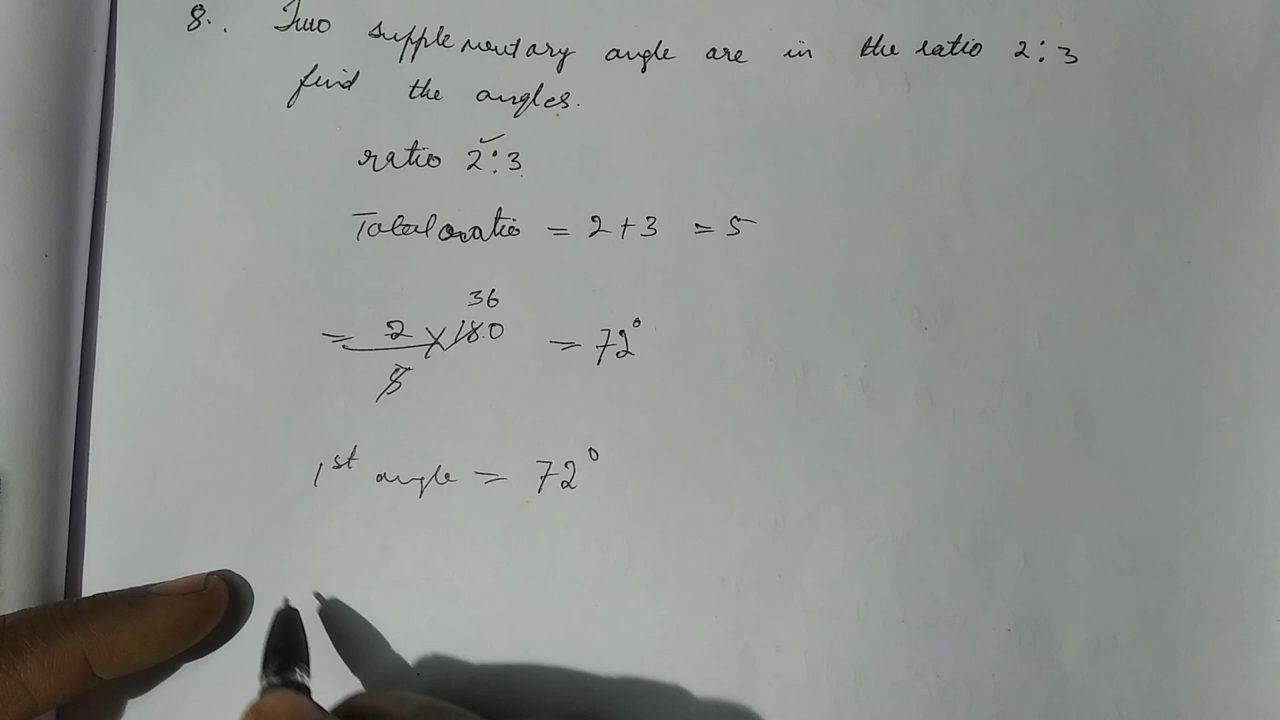 8. Two supplementary angle are in the ratio 2:3
find the angles.
ratio 2:3
Total ratio = 2+3 = 5
36
= 2 × 180 = 72°
5
1st angle = 72°